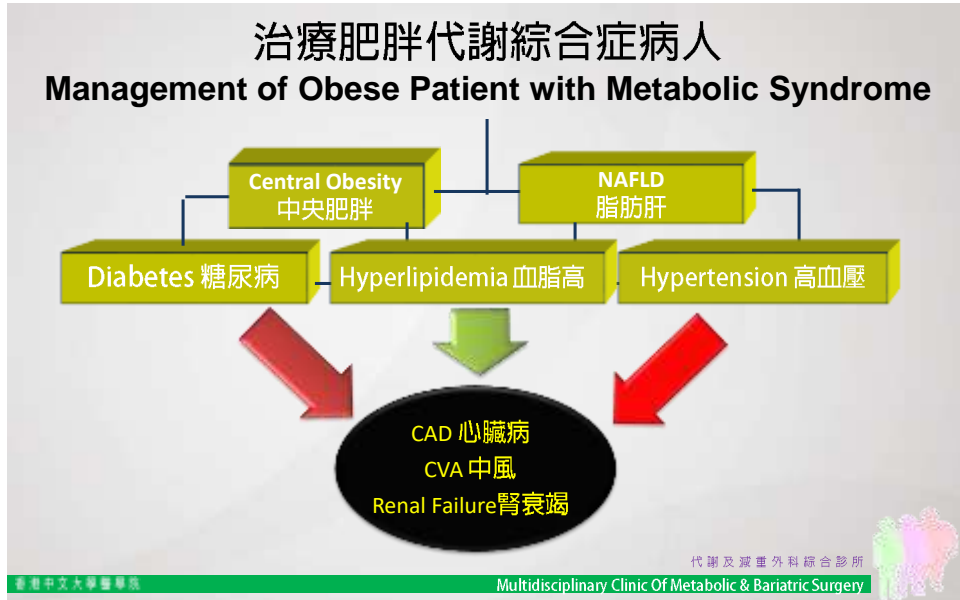 治療肥胖代謝綜合症病人
Management of Obese Patient with Metabolic Syndrome
Central Obesity
中央肥胖
NAFLD
脂肪肝
Diabetes 糖尿病
Hyperlipidemia 血脂高
Hypertension 高血壓
CAD 心臟病
CVA 中風
Renal Failure腎衰竭
代謝及減重外科綜合診所
香港中文大學醫學院
Multidisciplinary Clinic Of Metabolic & Bariatric Surgery